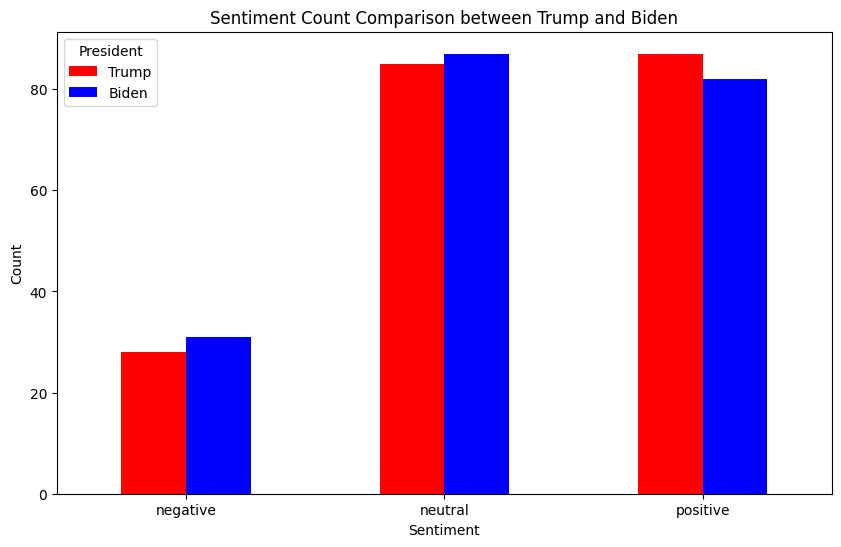 Sentiment Count Comparison between Trump and Biden
President
Trump
Biden
Count
80
60
40
20
0
negative
neutral
positive
Sentiment